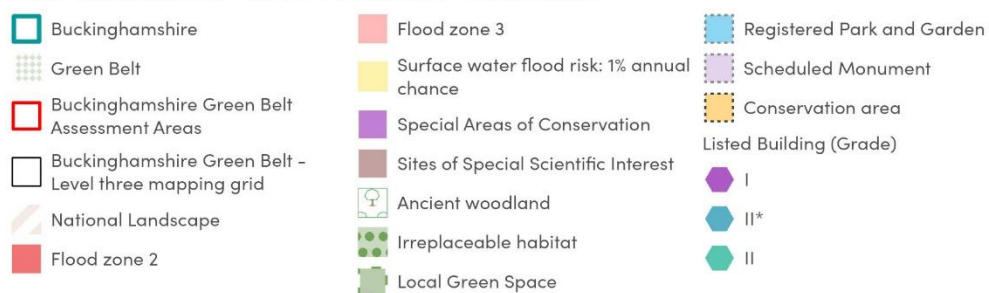 Buckinghamshire
Green Belt
Buckinghamshire Green Belt
Assessment Areas
Buckinghamshire Green Belt -
Level three mapping grid
National Landscape
Flood zone 2
Flood zone 3
Surface water flood risk: 1% annual
chance
Special Areas of Conservation
Sites of Special Scientific Interest
Ancient woodland
Irreplaceable habitat
Local Green Space
Registered Park and Garden
Scheduled Monument
Conservation area
Listed Building (Grade)
I
II*
II